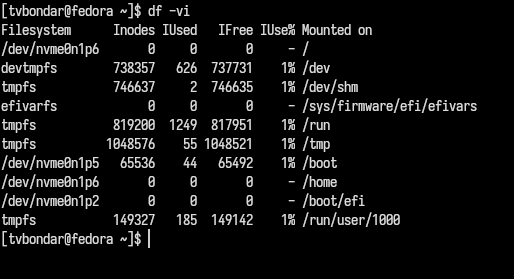 [tvbondar@fedora ~]$ df -vi
Filesystem       Inodes IUsed   IFree IUse% Mounted on
/dev/nvme0n1p6        0     0       0     - /
devtmpfs         738357   626  737731    1% /dev
tmpfs            746637     2  746635    1% /dev/shm
efivarfs              0     0       0     - /sys/firmware/efi/efivars
tmpfs            819200  1249  817951    1% /run
tmpfs           1048576    55 1048521    1% /tmp
/dev/nvme0n1p5    65536    44   65492    1% /boot
/dev/nvme0n1p6        0     0       0     - /home
/dev/nvme0n1p2        0     0       0     - /boot/efi
tmpfs            149327   185  149142    1% /run/user/1000
[tvbondar@fedora ~]$